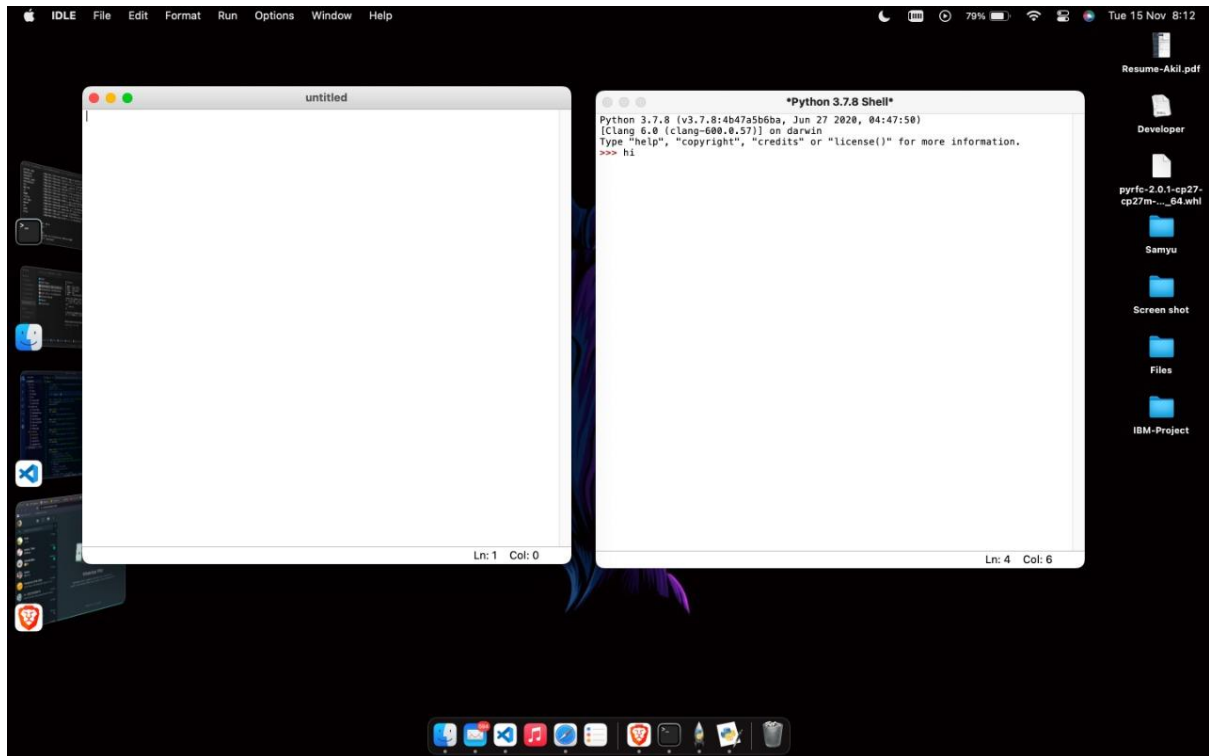 IDLE File Edit Format Run Options Window Help 79% Tue 15 Nov 8:12
Resume-Akil.pdf
Developer
pyrfc-2.0.1-cp27-
cp27m-..._64.whl
Samyu
Screen shot
Files
IBM-Project
untitled
Ln: 1 Col: 0
*Python 3.7.8 Shell*
Python 3.7.8 (v3.7.8:4b47a5b6ba, Jun 27 2020, 04:47:50)
[Clang 6.0 (clang-600.0.57)] on darwin
Type "help", "copyright", "credits" or "license()" for more information.
>>> hi
Ln: 4 Col: 6